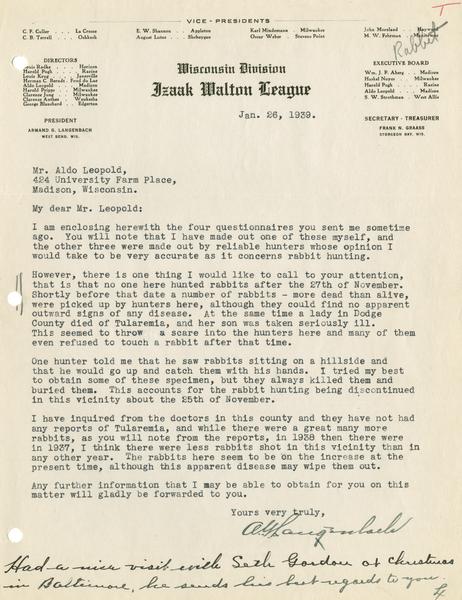 VICE-PRESIDENTS
C. F. Culler - La Crosse
C. B. Terrell - Oshkosh
E. W. Shannon - Appleton
August Lotze - Sheboygan
Karl Mindemann - Milwaukee
Oscar Weber - Stevens Point
John Moreland - Hayward
M. W. Fehrman
Rabbit
DIRECTORS
Louis Radke - Horicon
Harold Pugh - Racine
Herman C. Berndt - Fond du Lac
Aldo Leopold - Madison
Clarence Jung - Milwaukee
George Blanchard - Edgerton
PRESIDENT
ARMAND G. LANGENBACH
WEST BEND, WIS.
Wisconsin Division
Izaak Walton League
Jan. 26, 1939.
EXECUTIVE BOARD
Wm. J. P. Aberg - Madison
Haskell Noyes - Milwaukee
Harold Pugh - Racine
Aldo Leopold - Madison
S. W. Strothman - West Allis
SECRETARY - TREASURER
FRANK N. GRAASS
STURGEON BAY, WIS.
Mr. Aldo Leopold,
424 University Farm Place,
Madison, Wisconsin.
My dear Mr. Leopold:
I am enclosing herewith the four questionnaires you sent me sometime
ago. You will note that I have made out one of these myself, and
the other three were made out by reliable hunters whose opinion I
would take to be very accurate as it concerns rabbit hunting.
However, there is one thing I would like to call to your attention,
that is that no one here hunted rabbits after the 27th of November.
Shortly before that date a number of rabbits - more dead than alive,
were picked up by hunters here, although they could find no apparent
outward signs of any disease. At the same time a lady in Dodge
County died of Tularemia, and her son was taken seriously ill.
This seemed to throw a scare into the hunters here and many of them
even refused to touch a rabbit after that time.
One hunter told me that he saw rabbits sitting on a hillside and
that he would go up and catch them with his hands. I tried my best
to obtain some of these specimen, but they always killed them and
buried them. This accounts for the rabbit hunting being discontinued
in this vicinity about the 25th of November.
I have inquired from the doctors in this county and they have not had
any reports of Tularemia, and while there were a great many more
rabbits, as you will note from the reports, in 1938 then there were
in 1937, I think there were less rabbits shot in this vicinity than in
any other year. The rabbits here seem to be on the increase at the
present time, although this apparent disease may wipe them out.
Any further information that I may be able to obtain for you on this
matter will gladly be forwarded to you.
Yours very truly,
A G Langenbach
Had a nice visit with Seth Gordon at Christmas
in Baltimore, he sends his best regards to you.